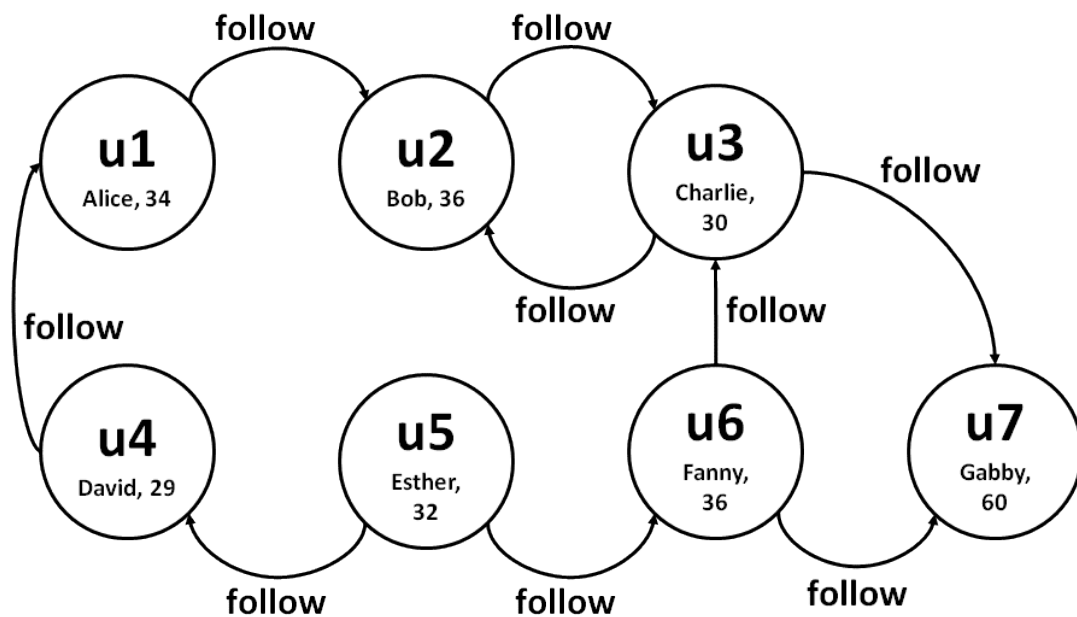 follow
follow
u1
Alice, 34
u2
Bob, 36
u3
Charlie,
30
follow
follow
follow
follow
u4
David, 29
u5
Esther,
32
u6
Fanny,
36
u7
Gabby,
60
follow
follow
follow